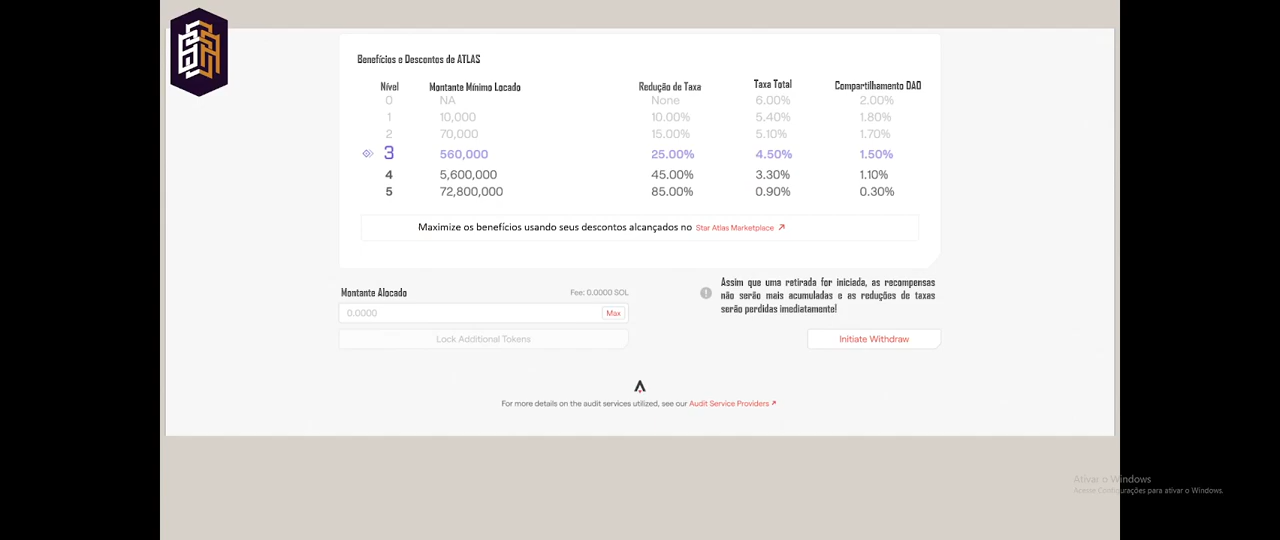 Benefícios e Descontos de ATLAS
Nível Montante Mínimo Locado Redução de Taxa Taxa Total Compartilhamento DAO
0 NA None 6.00% 2.00%
1 10,000 10.00% 5.40% 1.80%
2 70,000 15.00% 5.10% 1.70%
3 560,000 25.00% 4.50% 1.50%
4 5,600,000 45.00% 3.30% 1.10%
5 72,800,000 85.00% 0.90% 0.30%
Maximize os benefícios usando seus descontos alcançados no Star Atlas Marketplace
Montante Alocado Fee: 0.0000 SOL
0.0000 Max
Lock Additional Tokens
Assim que uma retirada for iniciada, as recompensas
não serão mais acumuladas e as reduções de taxas
serão perdidas imediatamente!
Initiate Withdraw
For more details on the audit services utilized, see our Audit Service Providers
Ativar o Windows
Acesse Configurações para ativar o Windows.